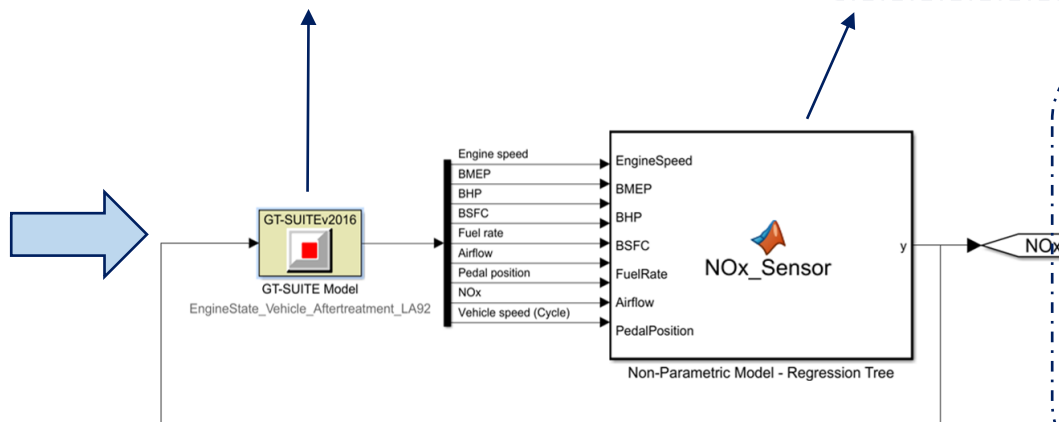 Engine speed
BMEP
BHP
BSFC
Fuel rate
Airflow
Pedal position
NOx
Vehicle speed (Cycle)
GT-SUITEv2016
GT-SUITE Model
EngineState_Vehicle_Aftertreatment_LA92
EngineSpeed
BMEP
BHP
BSFC
FuelRate
Airflow
PedalPosition
NOx_Sensor
y
Non-Parametric Model - Regression Tree
NOx